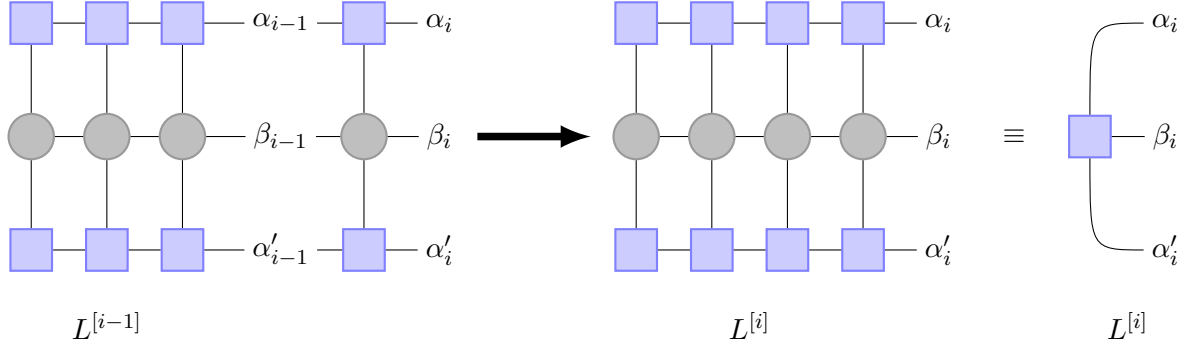 α_{i−1} α_i α_i α_i
β_{i−1} β_i β_i ≡ β_i
α′_{i−1} α′_i α′_i α′_i
L^{[i−1]} L^{[i]} L^{[i]}